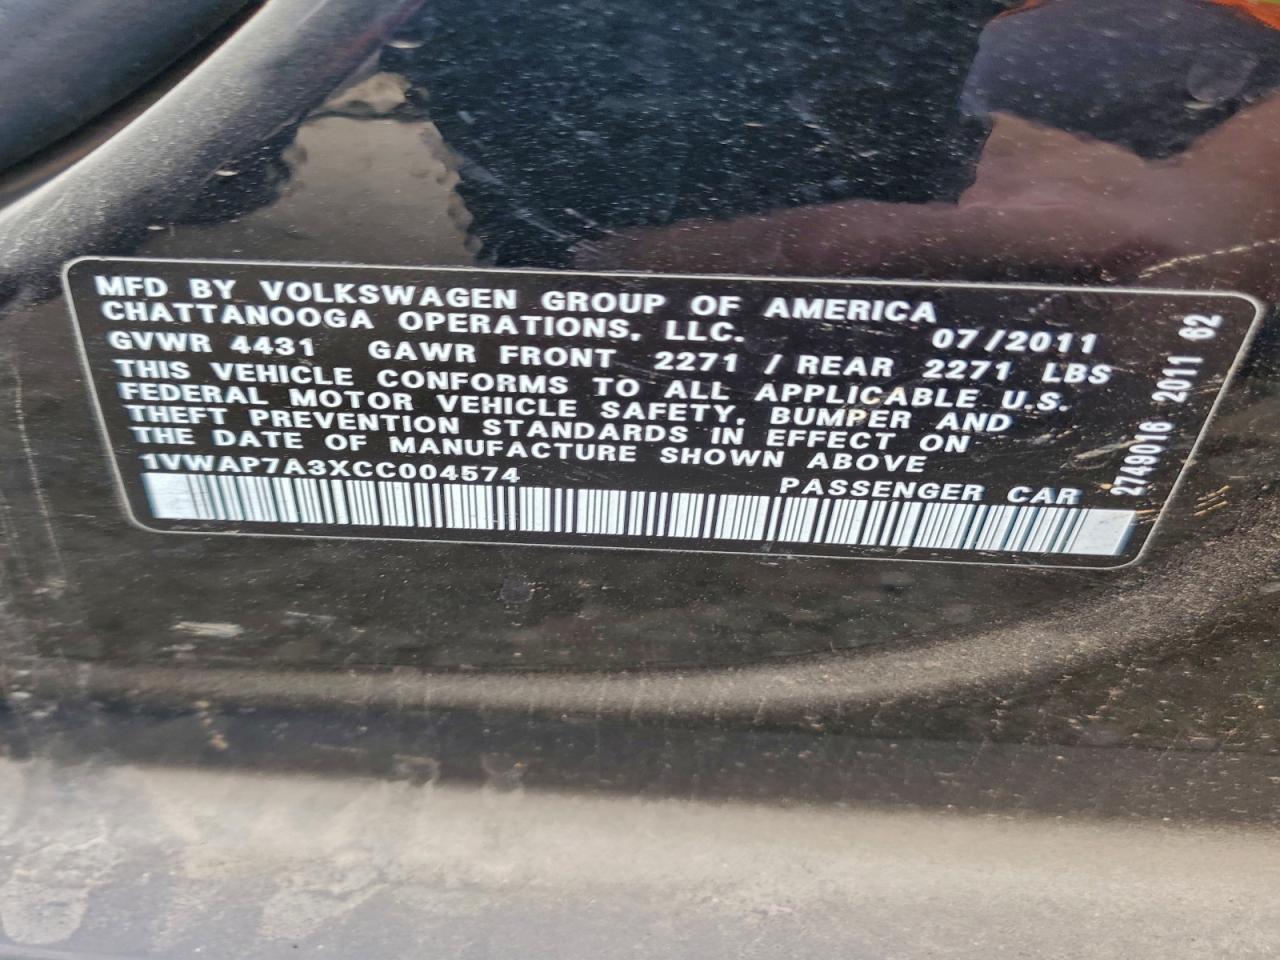 MFD BY VOLKSWAGEN GROUP OF AMERICA
CHATTANOOGA OPERATIONS, LLC. 07/2011
GVWR 4431 GAWR FRONT 2271 / REAR 2271 LBS
THIS VEHICLE CONFORMS TO ALL APPLICABLE U.S.
FEDERAL MOTOR VEHICLE SAFETY, BUMPER AND
THEFT PREVENTION STANDARDS IN EFFECT ON
THE DATE OF MANUFACTURE SHOWN ABOVE
1VWAP7A3XCC004574 PASSENGER CAR
2749016 2011 62